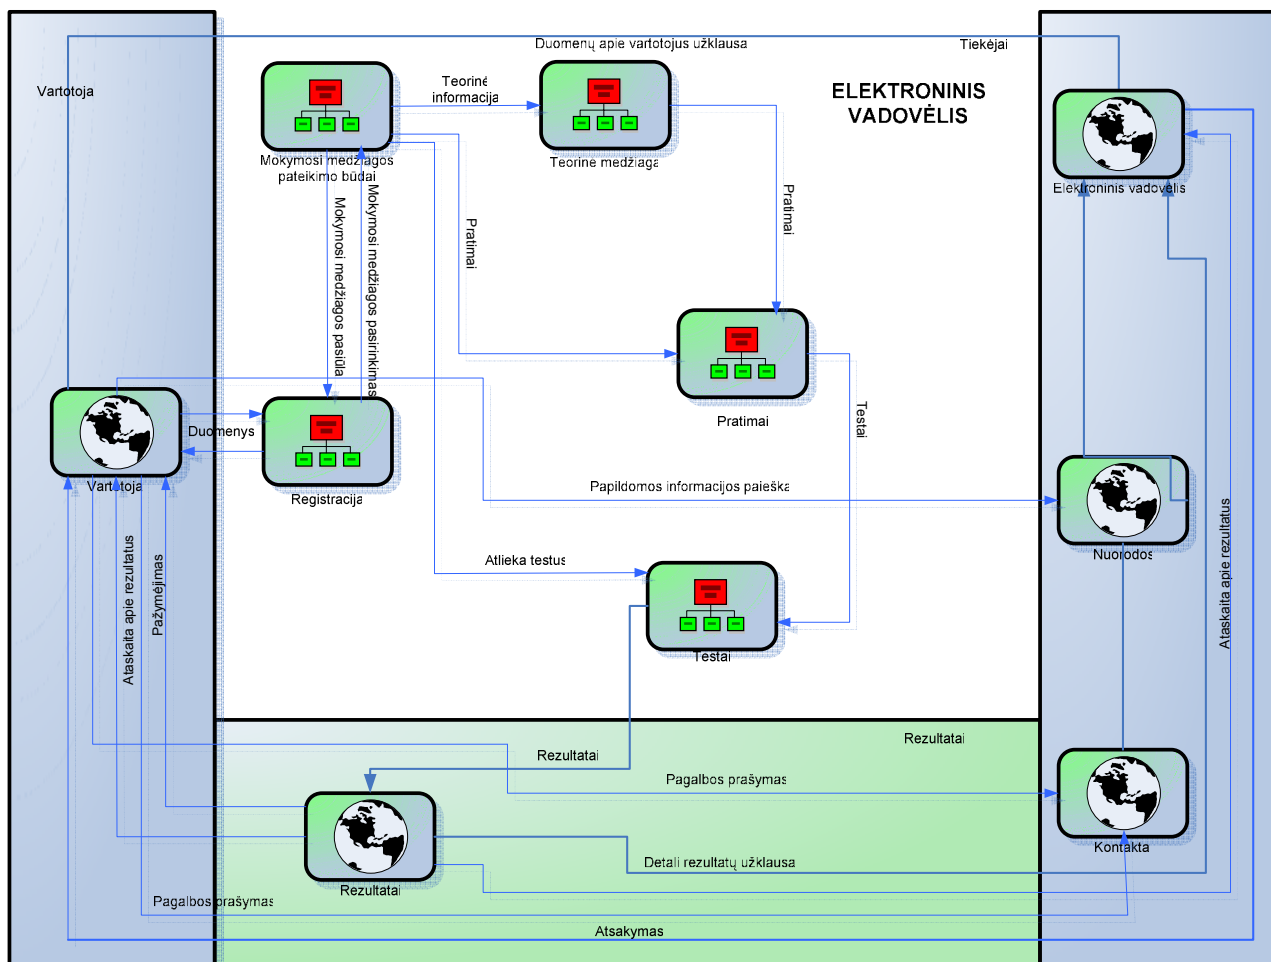 Duomenų apie vartotojus užklausa
Tiekėjai
Vartotoja
Teorinė
informacija
ELEKTRONINIS
VADOVĖLIS
Mokymosi medžiagos
pateikimo būdai
Teorinė medžiaga
Elektroninis vadovėlis
Mokymosi medžiagos pasiūla
Mokymosi medžiagos pasirinkimas
Pratimai
Pratimai
Pratimai
Testai
Duomenys
Vartotoja
Registracija
Papildomos informacijos paieška
Nuorodos
Atlieka testus
Testai
Ataskaita apie rezultatus
Pažymėjimas
Ataskaita apie rezultatus
Rezultatai
Rezultatai
Pagalbos prašymas
Kontakta
Detali rezultatų užklausa
Rezultatai
Pagalbos prašymas
Atsakymas